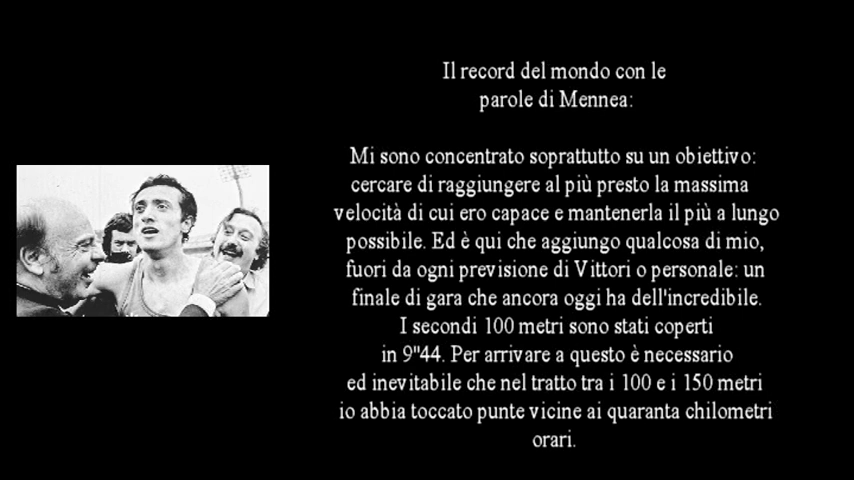 Il record del mondo con le
parole di Mennea:
Mi sono concentrato soprattutto su un obiettivo:
cercare di raggiungere al più presto la massima
velocità di cui ero capace e mantenerla il più a lungo
possibile. Ed è qui che aggiungo qualcosa di mio,
fuori da ogni previsione di Vittori o personale: un
finale di gara che ancora oggi ha dell'incredibile.
I secondi 100 metri sono stati coperti
in 9"44. Per arrivare a questo è necessario
ed inevitabile che nel tratto tra i 100 e i 150 metri
io abbia toccato punte vicine ai quaranta chilometri
orari.